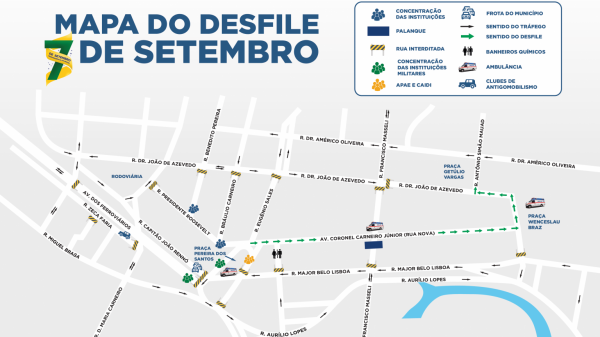 MAPA DO DESFILE
7 DE SETEMBRO
CONCENTRAÇÃO
DAS INSTITUIÇÕES
PALANQUE
RUA INTERDITADA
CONCENTRAÇÃO
DAS INSTITUIÇÕES
MILITARES
APAE E CAIDI
FROTA DO MUNICÍPIO
SENTIDO DO TRÁFEGO
SENTIDO DO DESFILE
BANHEIROS QUÍMICOS
AMBULÂNCIA
CLUBES DE
ANTIGOMOBILISMO
R. BENEDITO PEREIRA
R. FRANCISCO MASSELI
R. ANTÔNIO SIMÃO MAUAD
R. DR. AMÉRICO OLIVEIRA
R. DR. AMÉRICO OLIVEIRA
R. DR. JOÃO DE AZEVEDO
R. DR. JOÃO DE AZEVEDO
R. DR. JOÃO DE AZEVEDO
PRAÇA
GETÚLIO
VARGAS
RODOVIÁRIA
AV. DOS FERROVIÁRIOS
R. ZECA FARIA
R. PRESIDENTE ROOSEVELT
R. BRÁULIO CARNEIRO
R. EUGÊNIO SALES
R. CAPITÃO JOÃO RENNÓ
R. MIGUEL BRAGA
PRAÇA
PEREIRA DOS
SANTOS
AV. CORONEL CARNEIRO JÚNIOR (RUA NOVA)
PRAÇA
WENCESLAU
BRAZ
R. MAJOR BELO LISBOA
R. MAJOR BELO LISBOA
R. AURÍLIO LOPES
R. AURÍLIO LOPES
R. D. MARIA CARNEIRO
FRANCISCO MASSELI